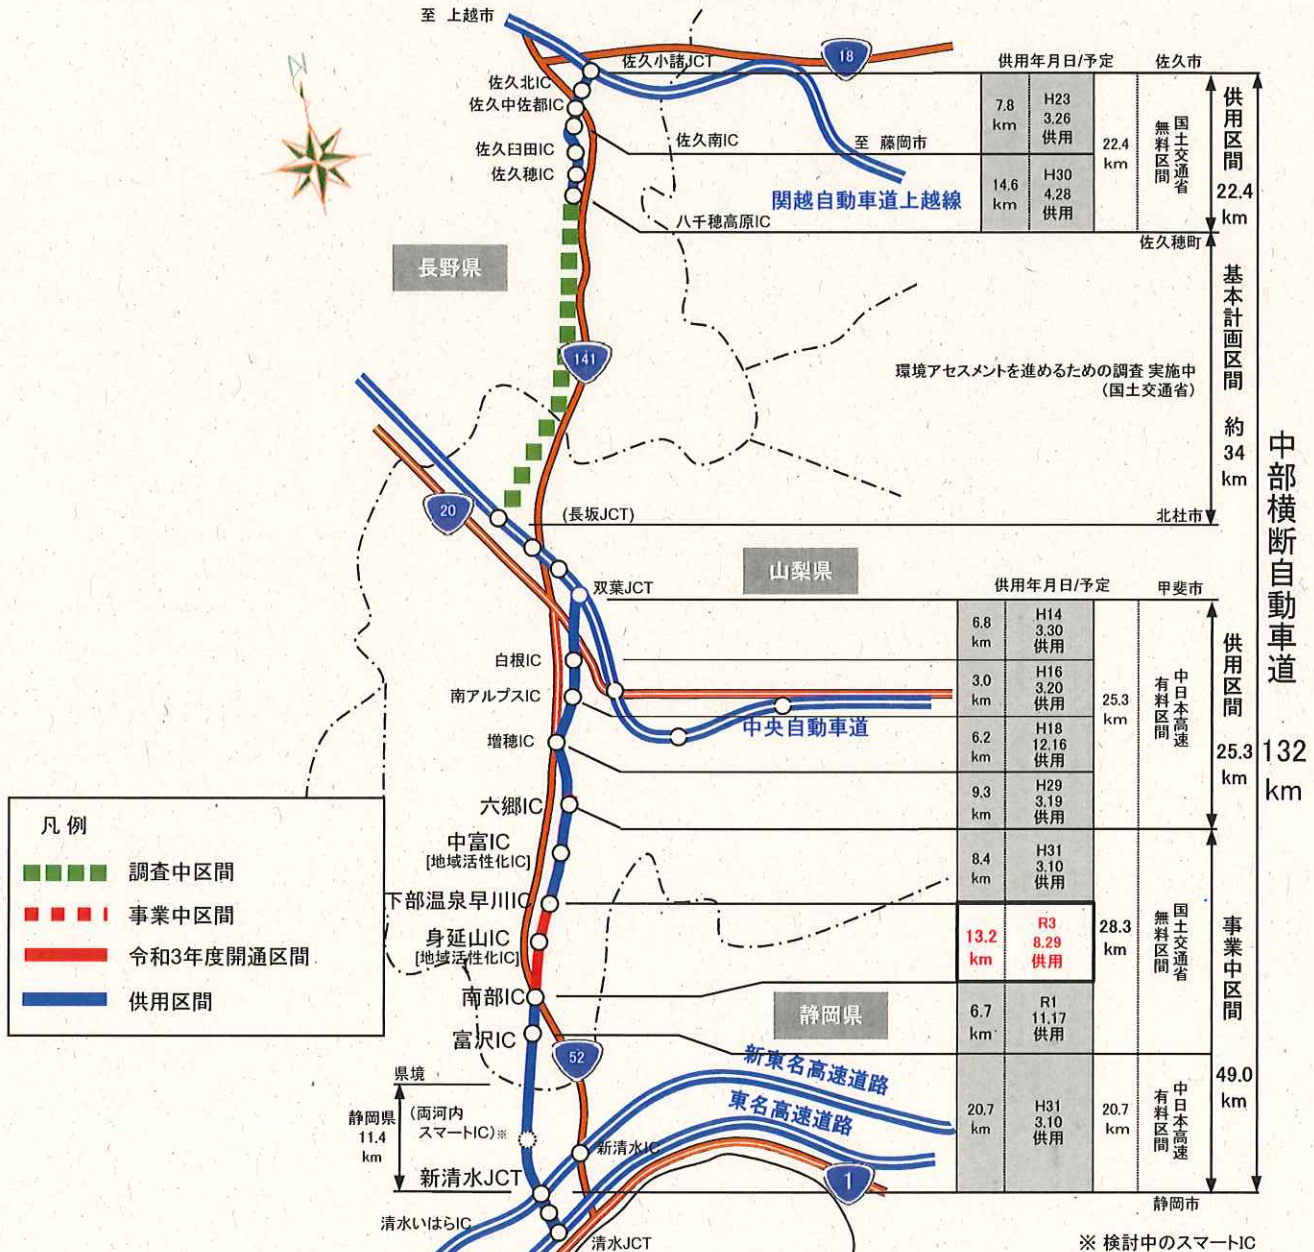 至 上越市
18
佐久小諸JCT
佐久北IC
佐久中佐都IC
佐久南IC
至 藤岡市
佐久臼田IC
佐久穂IC
関越自動車道上越線
八千穂高原IC
供用年月日/予定
佐久市
7.8
km
H23
3.26
供用
14.6
km
H30
4.28
供用
22.4
km
国土交通省
無料区間
供用区間
22.4
km
佐久穂町
長野県
141
環境アセスメントを進めるための調査 実施中
(国土交通省)
基本計画区間
約
34
km
20
(長坂JCT)
北杜市
中部横断自動車道
132
km
山梨県
双葉JCT
供用年月日/予定
甲斐市
白根IC
南アルプスIC
中央自動車道
増穂IC
六郷IC
中富IC
[地域活性化IC]
下部温泉早川IC
身延山IC
[地域活性化IC]
南部IC
富沢IC
6.8
km
H14
3.30
供用
3.0
km
H16
3.20
供用
6.2
km
H18
12.16
供用
9.3
km
H29
3.19
供用
25.3
km
中日本高速
有料区間
供用区間
25.3
km
8.4
km
H31
3.10
供用
13.2
km
R3
8.29
供用
6.7
km
R1
11.17
供用
28.3
km
国土交通省
無料区間
事業中区間
49.0
km
20.7
km
H31
3.10
供用
20.7
km
中日本高速
有料区間
凡 例
調査中区間
事業中区間
令和3年度開通区間
供用区間
静岡県
52
新東名高速道路
東名高速道路
県境
静岡県
11.4
km
(両河内
スマートIC)※
新清水IC
新清水JCT
1
清水いはらIC
清水JCT
静岡市
※ 検討中のスマートIC